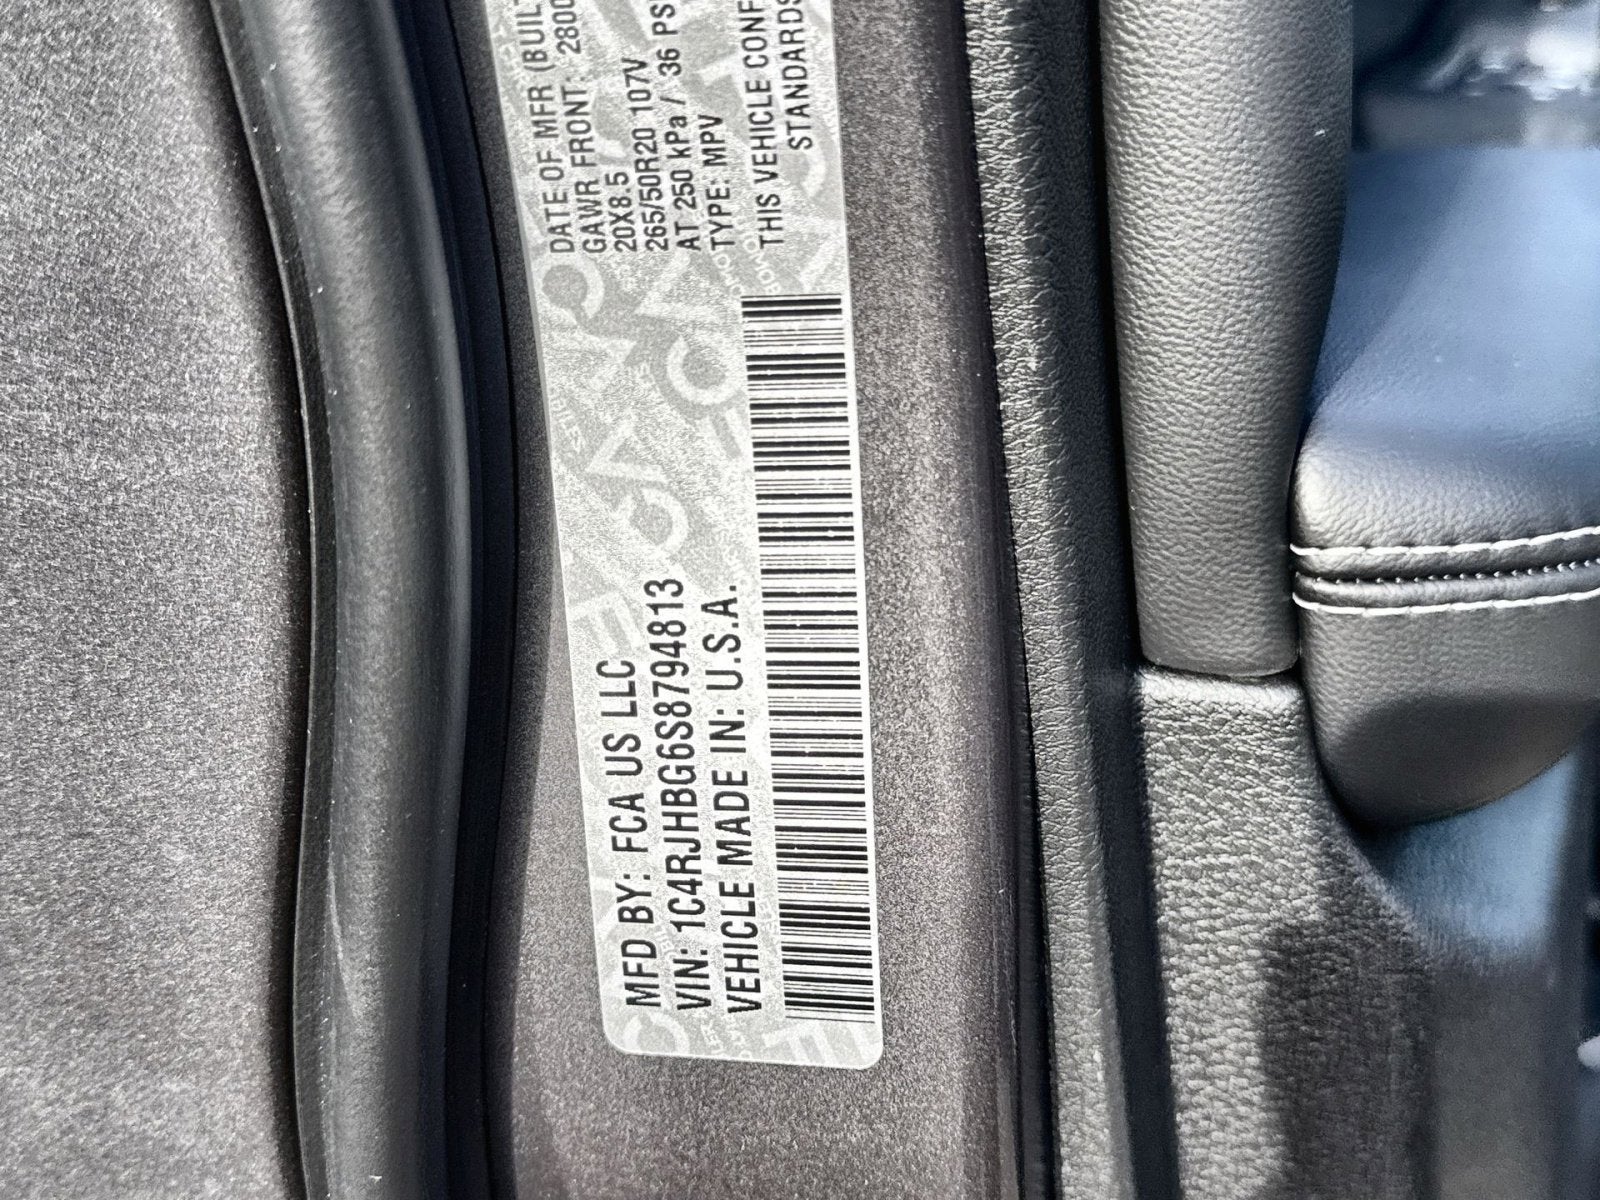 MFD BY: FCA US LLC
VIN: 1C4RJHBG6S8794813
VEHICLE MADE IN: U.S.A.
DATE OF MFR (BUILT
GAWR FRONT: 2800
20X8.5
265/50R20 107V
AT 250 kPa / 36 PS
TYPE: MPV
THIS VEHICLE CONF
STANDARDS